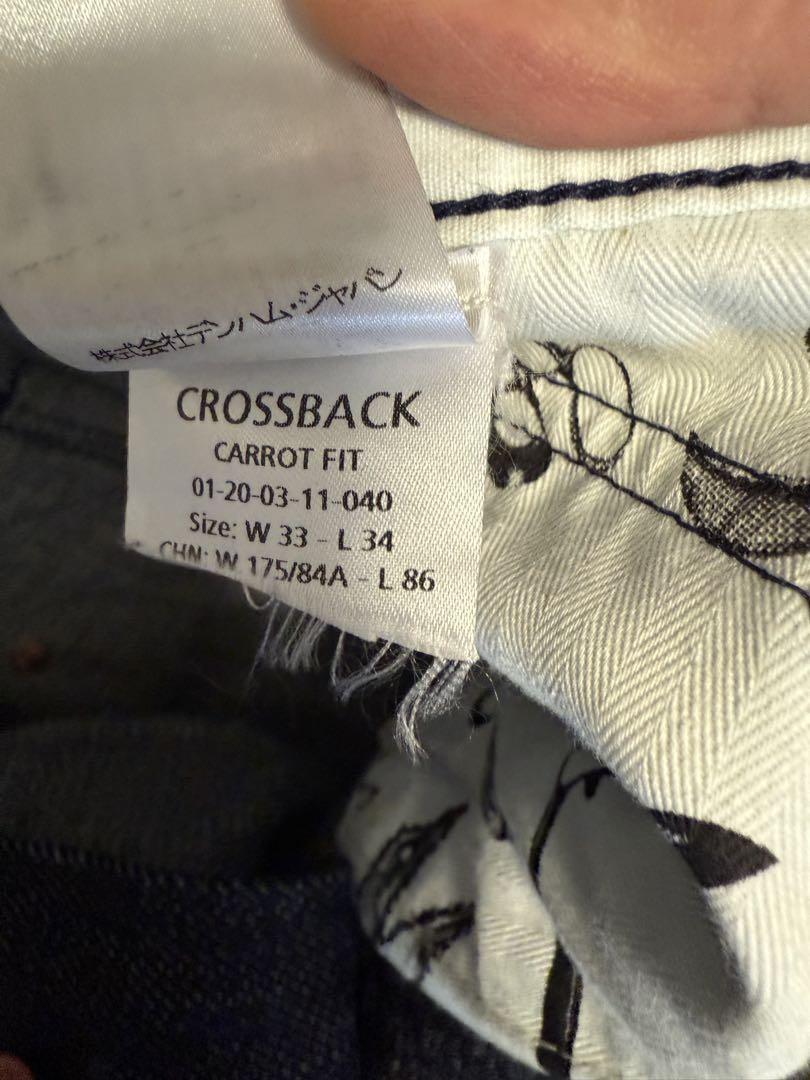 株式会社デンハム・ジャパン
CROSSBACK
CARROT FIT
01-20-03-11-040
Size: W 33 - L 34
CHN: W 175/84A - L 86